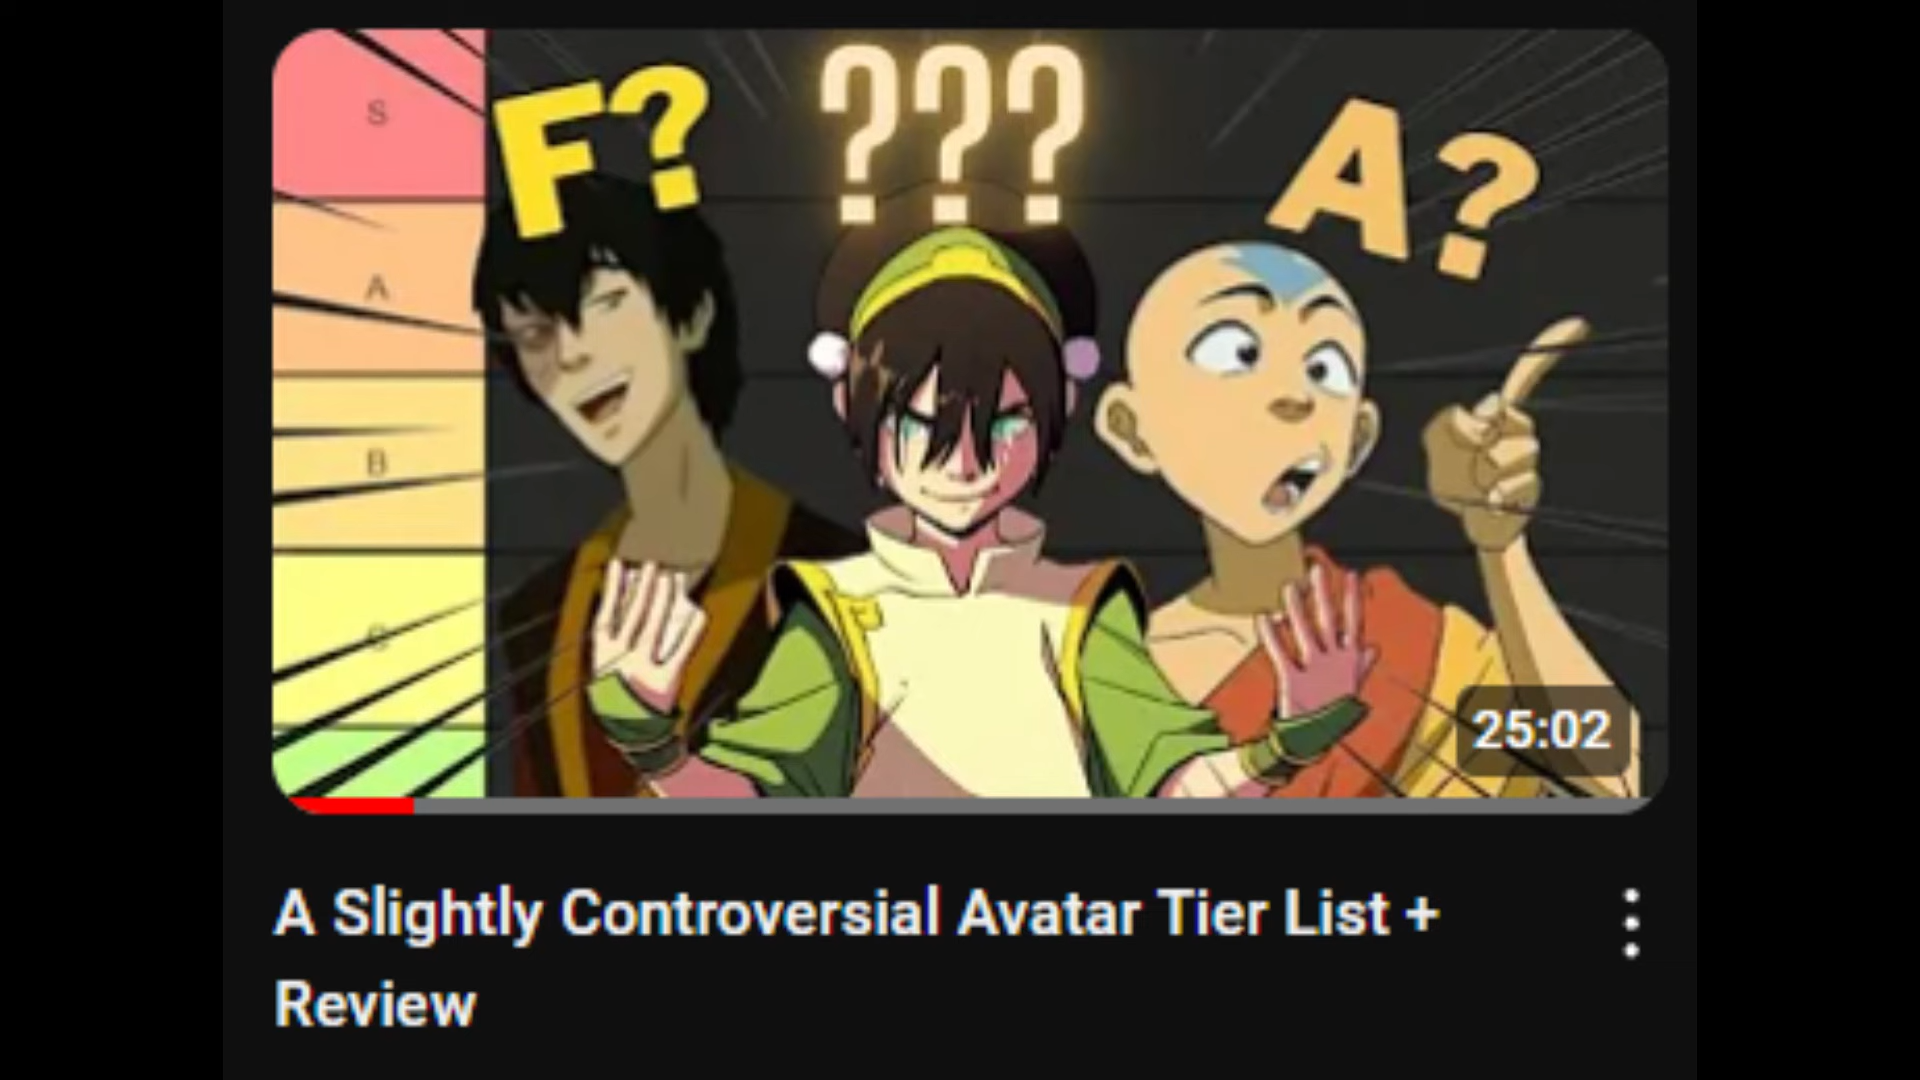 S
F?
???
A?
A
B
C
25:02
A Slightly Controversial Avatar Tier List +
Review